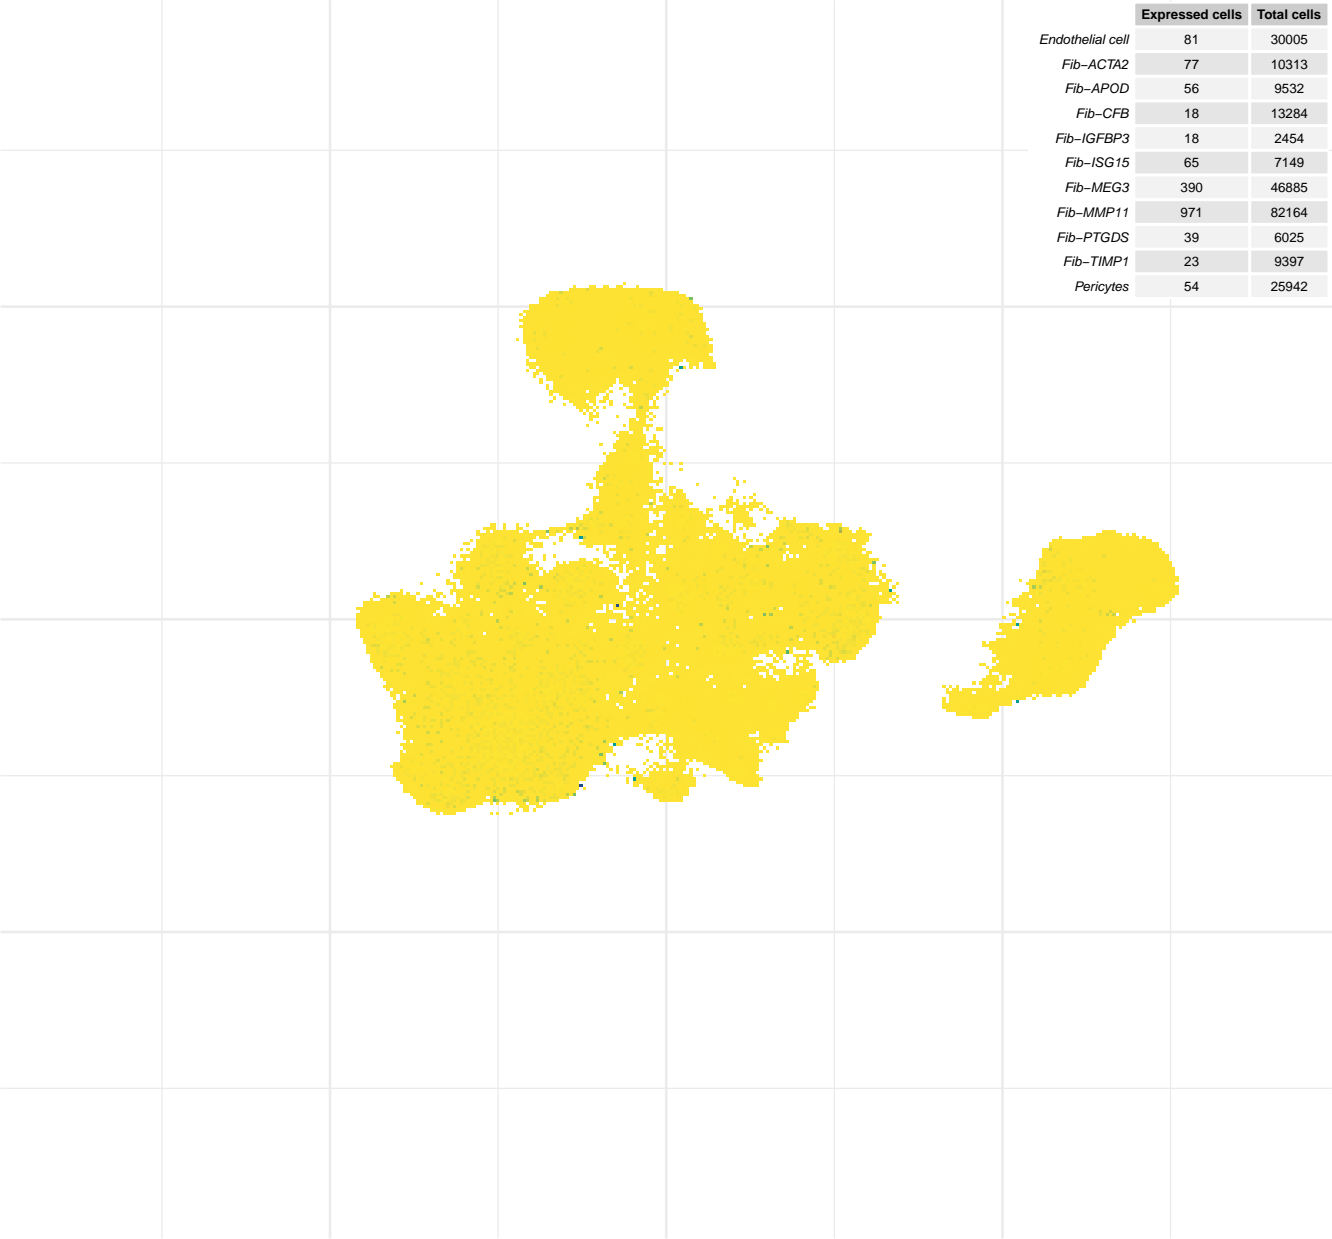 Expressed cells Total cells
Endothelial cell 81 30005
Fib−ACTA2 77 10313
Fib−APOD 56 9532
Fib−CFB 18 13284
Fib−IGFBP3 18 2454
Fib−ISG15 65 7149
Fib−MEG3 390 46885
Fib−MMP11 971 82164
Fib−PTGDS 39 6025
Fib−TIMP1 23 9397
Pericytes 54 25942